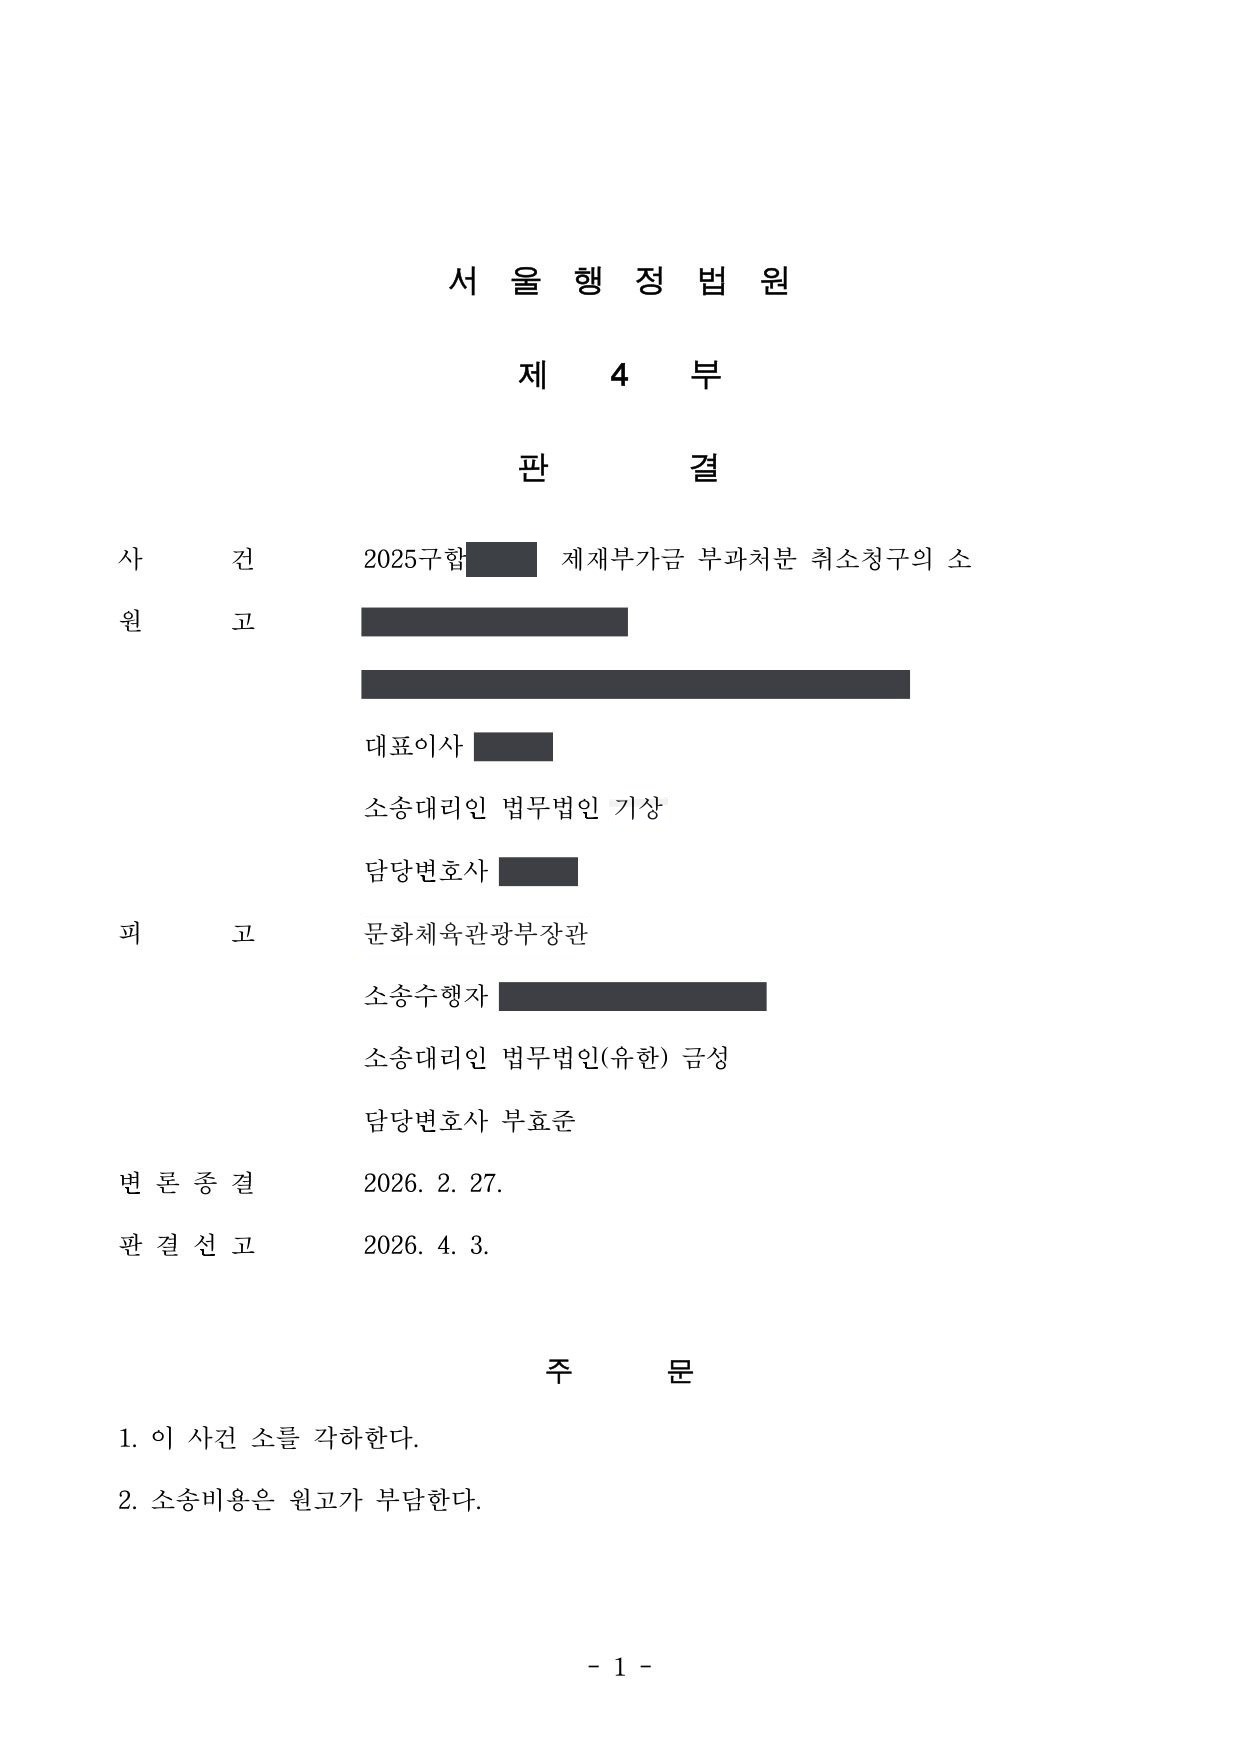 서 울 행 정 법 원
제 4 부
판 결
사 건 2025구합 제재부가금 부과처분 취소청구의 소
원 고
대표이사
소송대리인 법무법인 기상
담당변호사
피 고 문화체육관광부장관
소송수행자
소송대리인 법무법인(유한) 금성
담당변호사 부효준
변 론 종 결 2026. 2. 27.
판 결 선 고 2026. 4. 3.
주 문
1. 이 사건 소를 각하한다.
2. 소송비용은 원고가 부담한다.
- 1 -